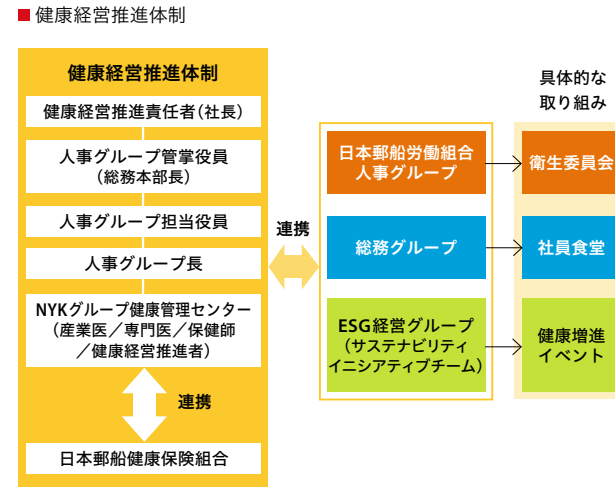 健康経営推進体制
健康経営推進体制
健康経営推進責任者(社長)
人事グループ管掌役員
(総務本部長)
人事グループ担当役員
人事グループ長
NYKグループ健康管理センター
(産業医/専門医/保健師
/健康経営推進者)
連携
日本郵船健康保険組合
連携
日本郵船労働組合
人事グループ
総務グループ
ESG経営グループ
(サステナビリティ
イニシアティブチーム)
具体的な
取り組み
衛生委員会
社員食堂
健康増進
イベント